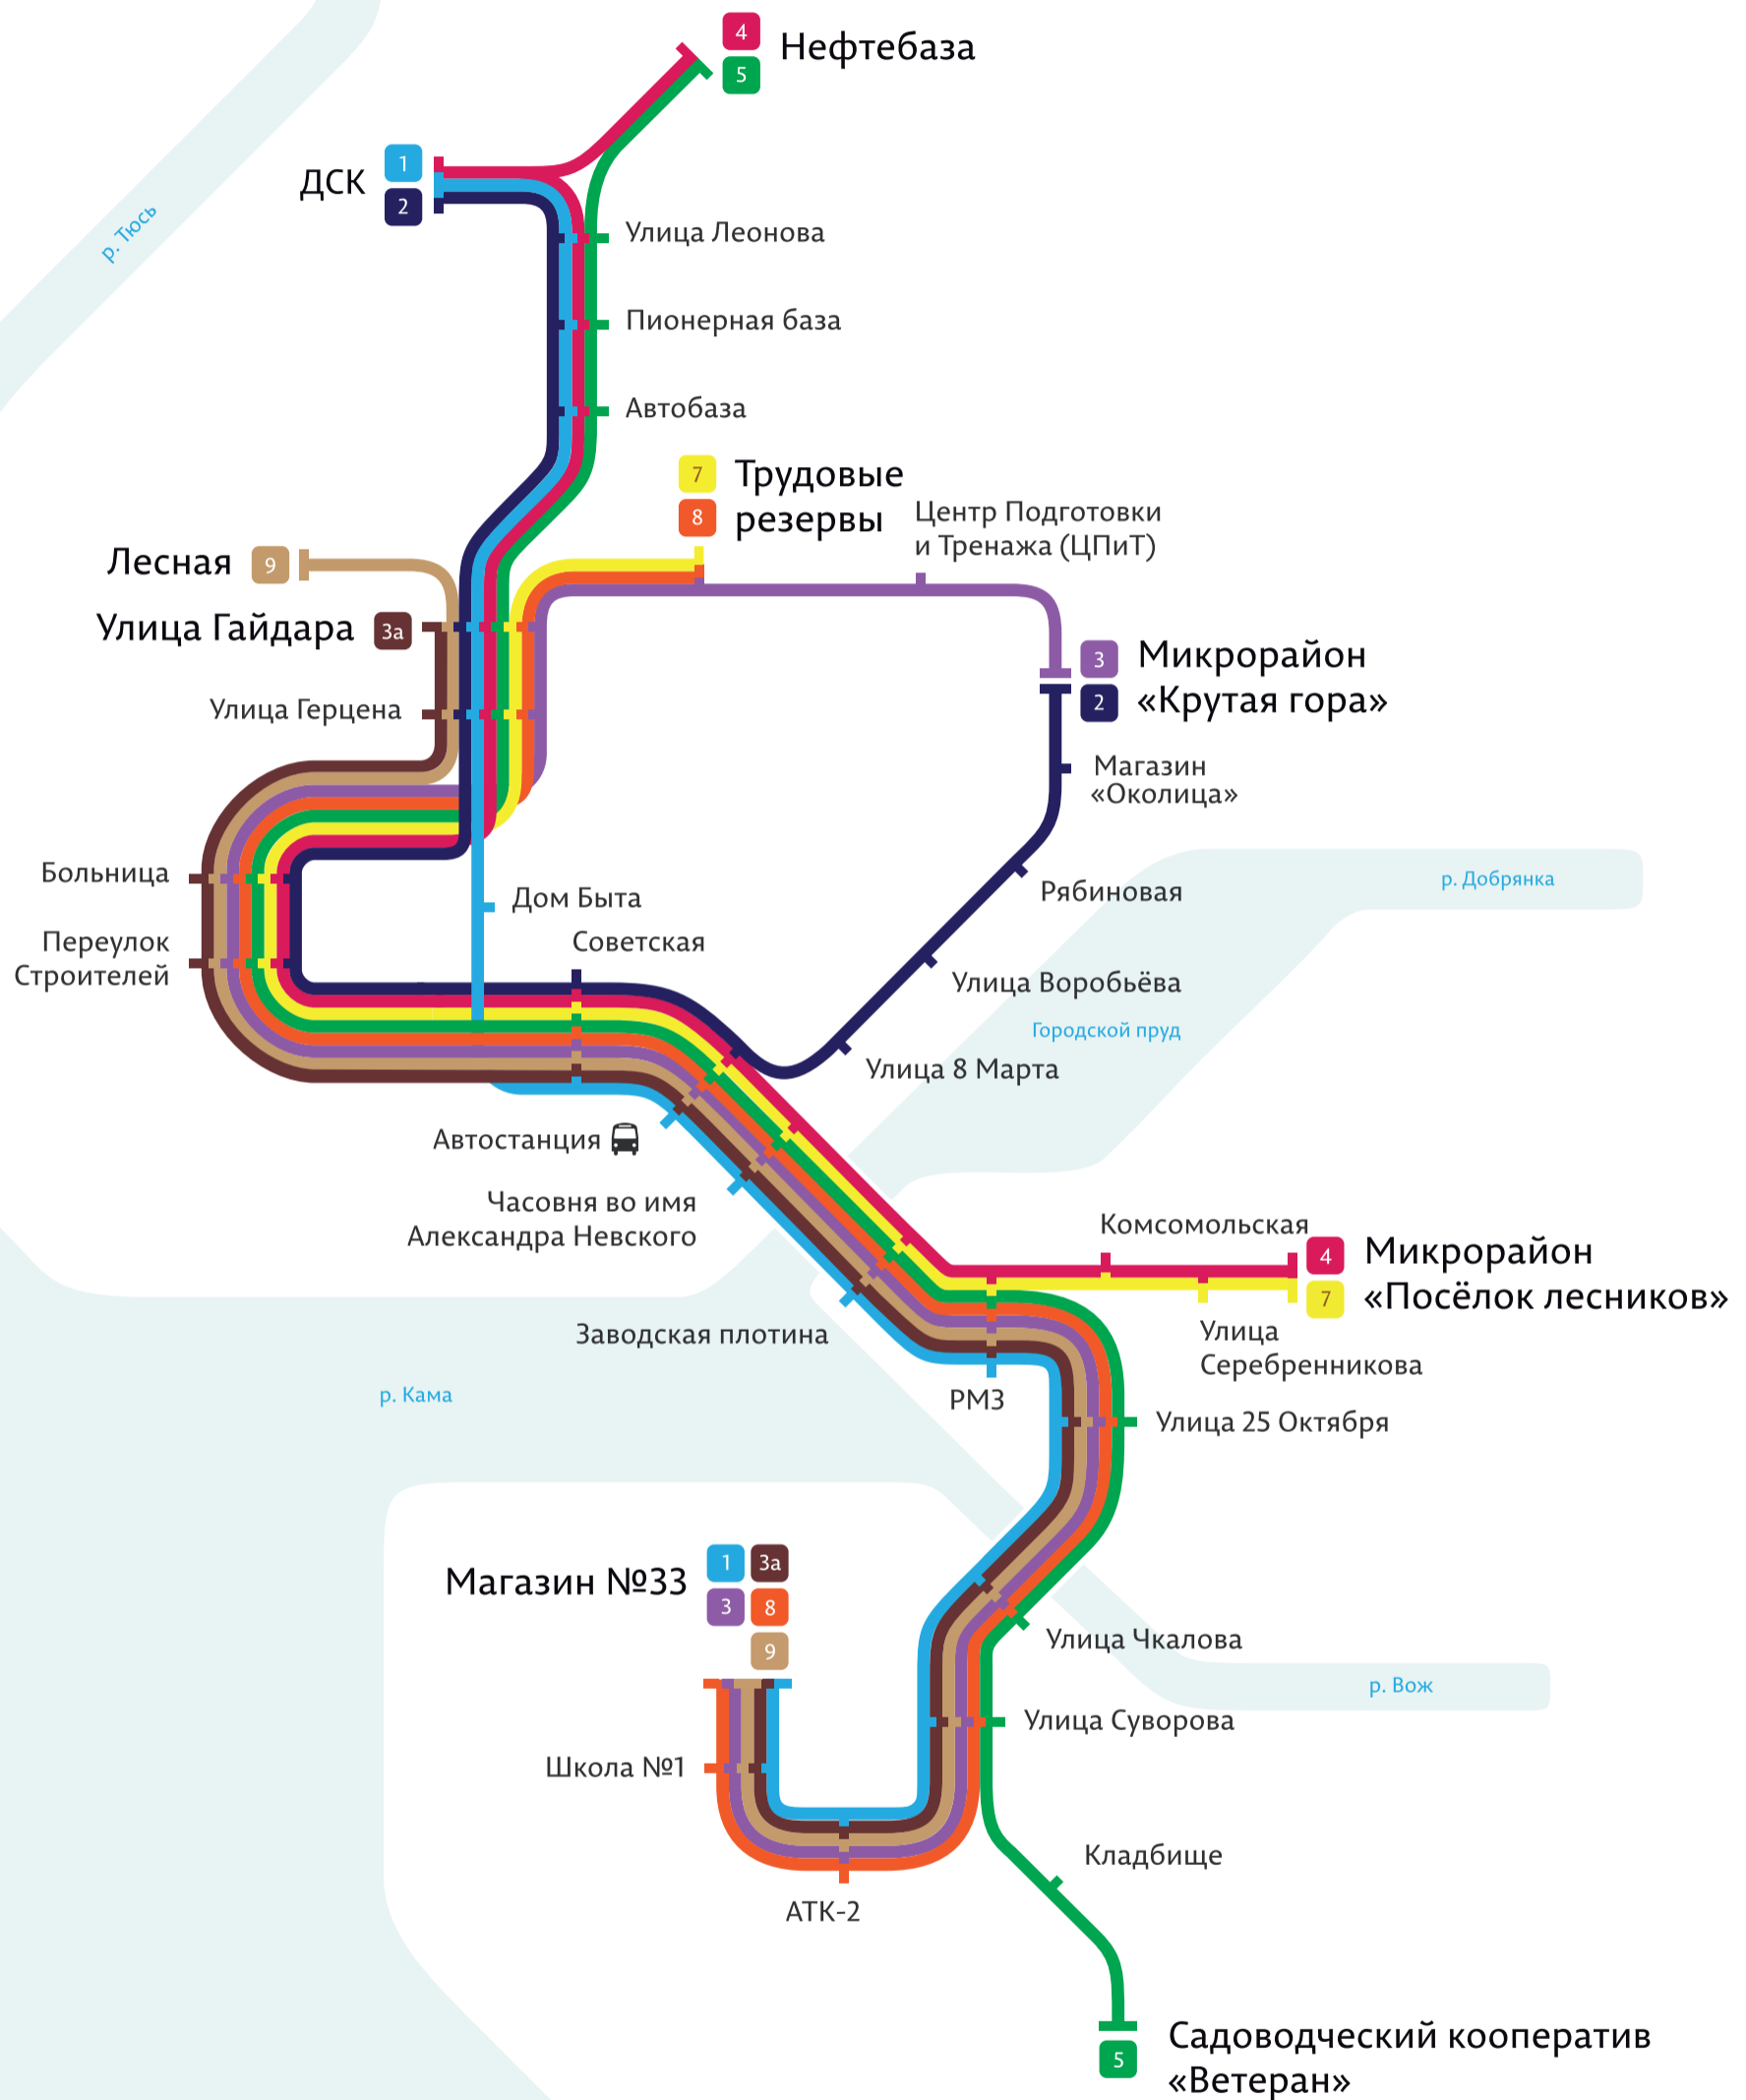 4
Нефтебаза
5
1
ДСК
2
р. Тюсь
Улица Леонова
Пионерная база
Автобаза
7
Трудовые
8
резервы
Центр Подготовки
и Тренажа (ЦПиТ)
Лесная
9
Улица Гайдара
3а
3
Микрорайон
2
«Крутая гора»
Улица Герцена
Магазин
«Околица»
Больница
р. Добрянка
Рябиновая
Дом Быта
Переулок
Строителей
Советская
Улица Воробьёва
Городской пруд
Улица 8 Марта
Автостанция
Часовня во имя
Александра Невского
Комсомольская
4
Микрорайон
7
«Посёлок лесников»
Заводская плотина
Улица
Серебренникова
р. Кама
РМЗ
Улица 25 Октября
Магазин №33
1
3а
3
8
9
Улица Чкалова
р. Вож
Улица Суворова
Школа №1
Кладбище
АТК-2
Садоводческий кооператив
5
«Ветеран»